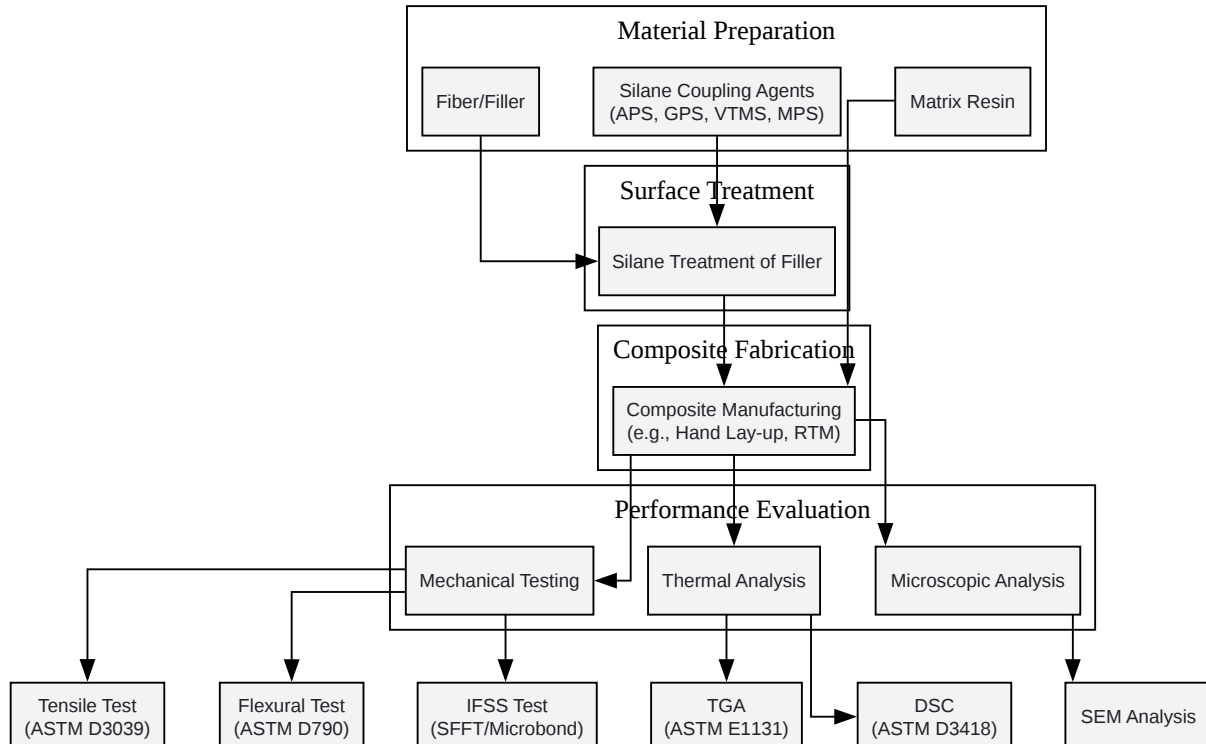 Material Preparation
Fiber/Filler
Silane Coupling Agents
(APS, GPS, VTMS, MPS)
Matrix Resin
Surface Treatment
Silane Treatment of Filler
Composite Fabrication
Composite Manufacturing
(e.g., Hand Lay-up, RTM)
Performance Evaluation
Mechanical Testing
Thermal Analysis
Microscopic Analysis
Tensile Test
(ASTM D3039)
Flexural Test
(ASTM D790)
IFSS Test
(SFFT/Microbond)
TGA
(ASTM E1131)
DSC
(ASTM D3418)
SEM Analysis